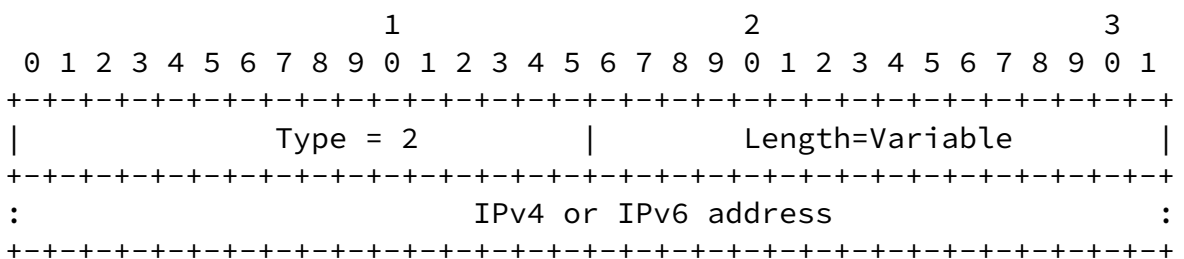 1                   2                   3
 0 1 2 3 4 5 6 7 8 9 0 1 2 3 4 5 6 7 8 9 0 1 2 3 4 5 6 7 8 9 0 1
+-+-+-+-+-+-+-+-+-+-+-+-+-+-+-+-+-+-+-+-+-+-+-+-+-+-+-+-+-+-+-+-+
|              Type = 2         |        Length=Variable        |
+-+-+-+-+-+-+-+-+-+-+-+-+-+-+-+-+-+-+-+-+-+-+-+-+-+-+-+-+-+-+-+-+
:                         IPv4 or IPv6 address                  :
+-+-+-+-+-+-+-+-+-+-+-+-+-+-+-+-+-+-+-+-+-+-+-+-+-+-+-+-+-+-+-+-+